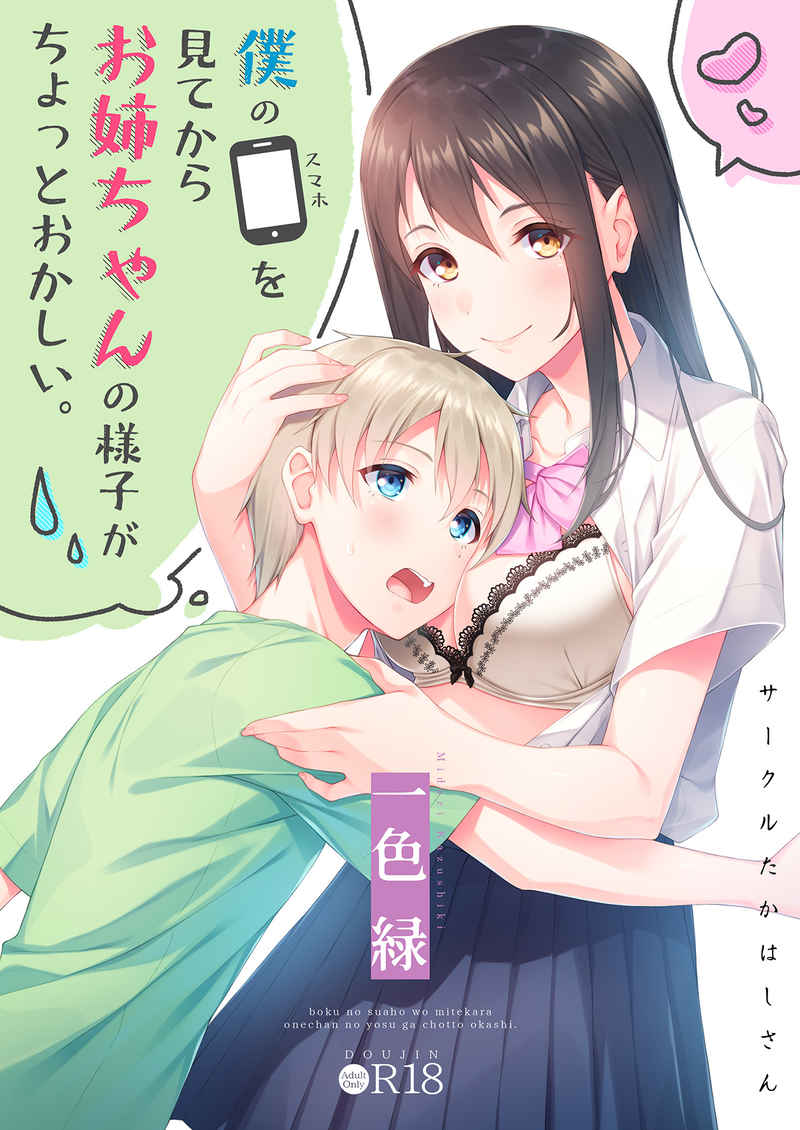 僕のスマホを
見てから
お姉ちゃんの様子が
ちょっとおかしい。
サークルたかはしさん
一色緑
Midori Kazushiki
boku no suaho wo mitekara
onechan no yosu ga chotto okashi.
DOUJIN
Adult Only R18